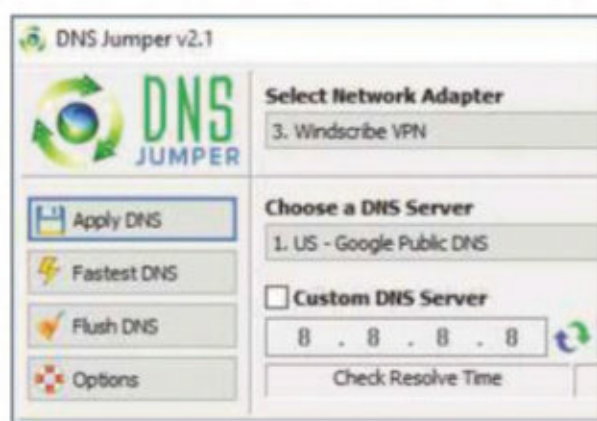 DNS Jumper v2.1
DNS
JUMPER
Select Network Adapter
3. Windscribe VPN
Apply DNS
Fastest DNS
Flush DNS
Options
Choose a DNS Server
1. US - Google Public DNS
Custom DNS Server
8 . 8 . 8 . 8
Check Resolve Time